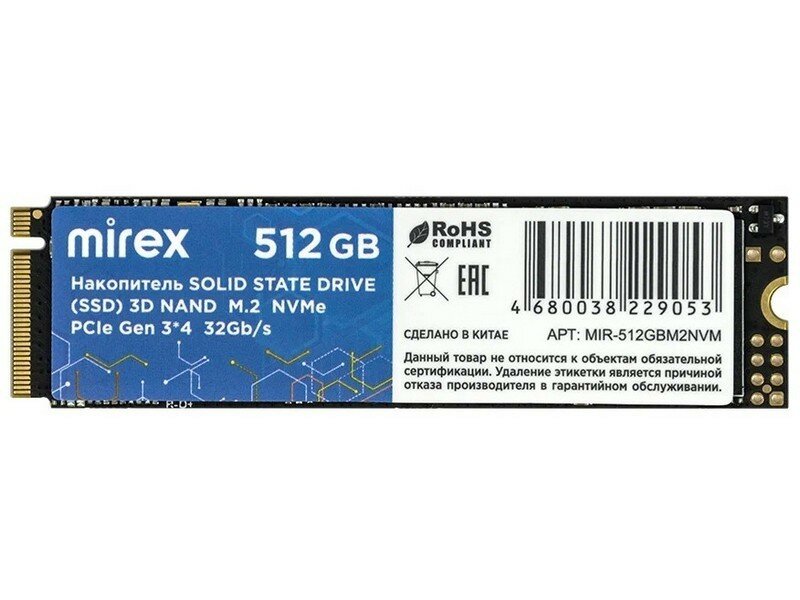 mirex 512 GB
Накопитель SOLID STATE DRIVE
(SSD) 3D NAND M.2 NVMe
PCIe Gen 3*4 32Gb/s
RoHS
COMPLIANT
EAC
4 680038 229053
СДЕЛАНО В КИТАЕ АРТ: MIR-512GBM2NVM
Данный товар не относится к объектам обязательной
сертификации. Удаление этикетки является причиной
отказа производителя в гарантийном обслуживании.